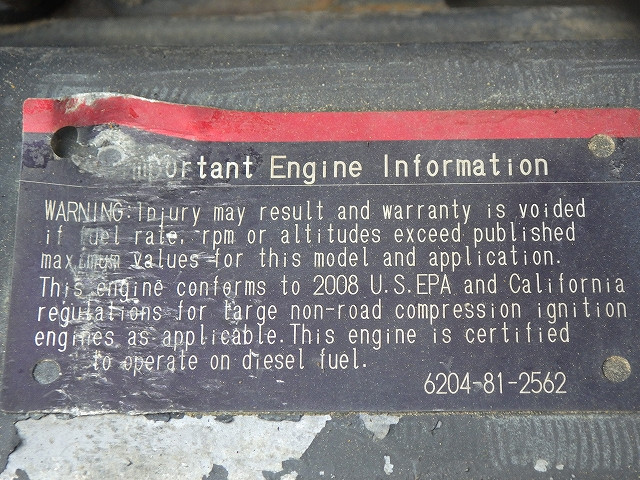 Important Engine Information
WARNING:Injury may result and warranty is voided
if fuel rate, rpm or altitudes exceed published
maximum values for this model and application.
This engine conforms to 2008 U.S.EPA and California
regulations for large non-road compression ignition
engines as applicable.This engine is certified
to operate on diesel fuel.
6204-81-2562